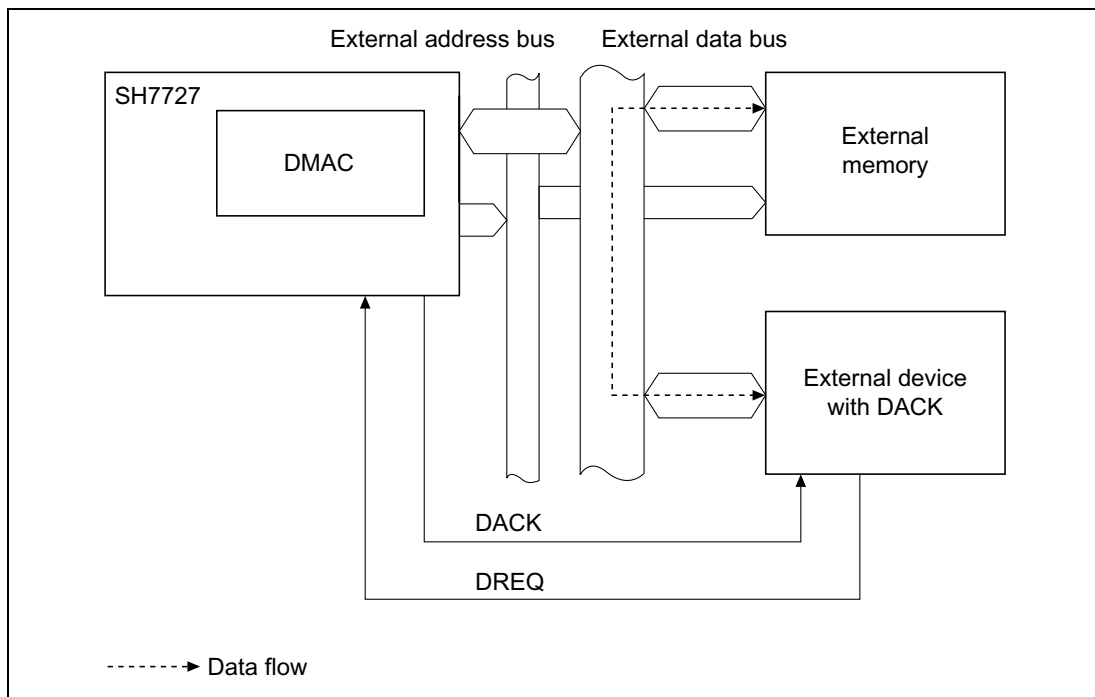 External address bus
External data bus
SH7727
DMAC
External
memory
External device
with DACK
DACK
DREQ
Data flow